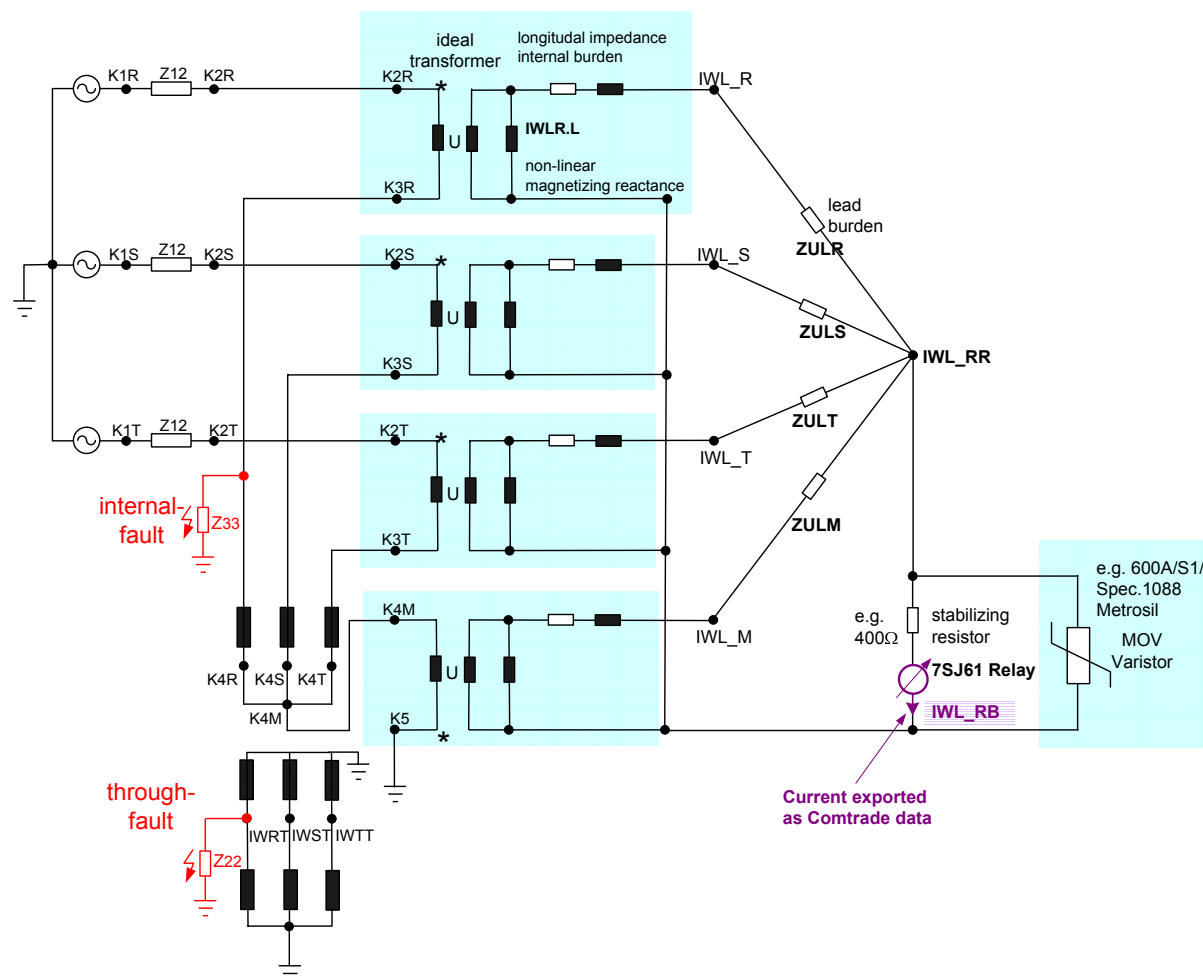 ideal
transformer
longitudal impedance
internal burden
K1R
Z12
K2R
K2R
*
U
IWLR.L
IWL_R
non-linear
magnetizing reactance
K3R
lead
burden
ZULR
K1S
Z12
K2S
K2S
*
U
IWL_S
ZULS
IWL_RR
K3S
K1T
Z12
K2T
K2T
*
U
IWL_T
ZULT
ZULM
internal-
fault
Z33
K3T
K4M
U
IWL_M
K4R
K4S
K4T
K4M
K5
*
e.g.
400Ω
stabilizing
resistor
7SJ61 Relay
IWL_RB
e.g. 600A/S1/
Spec.1088
Metrosil
MOV
Varistor
Current exported
as Comtrade data
through-
fault
Z22
IWRT
IWST
IWTT